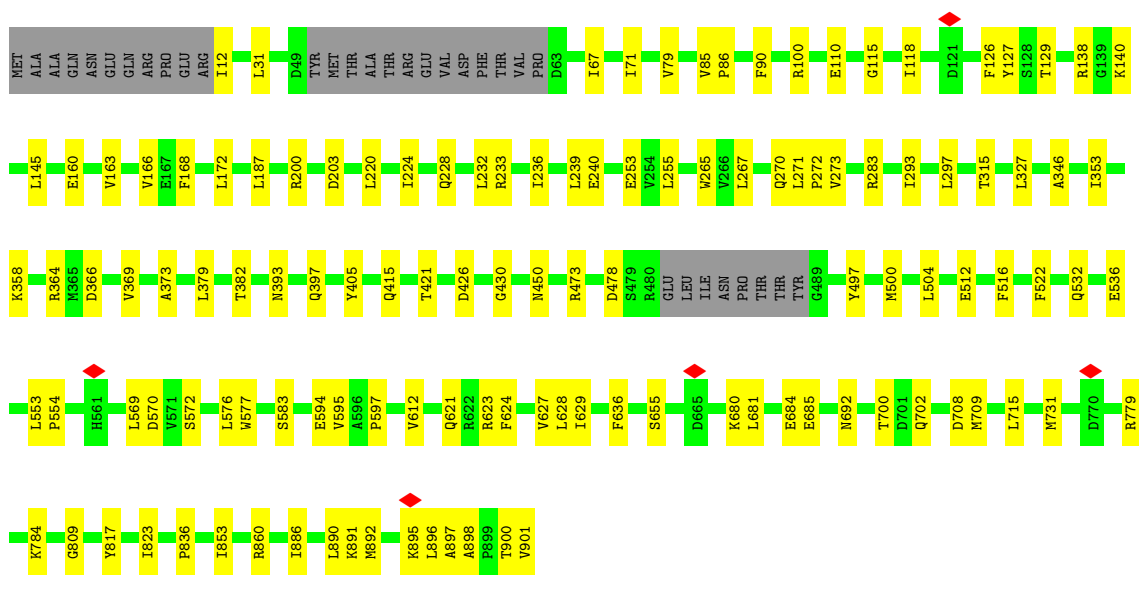 MET ALA ALA GLN ASN GLU GLN ARG PRO GLU ARG I12 L31 D49 TYR MET THR ALA THR ARG GLU VAL ASP PHE THR VAL PRO D63 I67 I71 V79 V85 P86 F90 R100 E110 G115 I118 D121 F126 Y127 S128 T129 R138 G139 K140
L145 E160 V163 V166 E167 F168 L172 L187 R200 D203 L220 I224 Q228 L232 R233 I236 L239 E240 E253 V254 L255 W265 V266 L267 Q270 L271 P272 V273 R283 I293 L297 T315 L327 A346 I353
K358 R364 M365 D366 V369 A373 L379 T382 N393 Q397 Y405 Q415 T421 D426 G430 N450 R473 D478 S479 R480 GLU LEU ILE ASN PRO THR THR TYR G489 Y497 M500 L504 E512 F516 F522 Q532 E536
L553 P554 H561 L569 D570 V571 S572 L576 W577 S583 E594 V595 A596 P597 V612 Q621 R622 R623 F624 V627 L628 I629 F636 S655 D665 K680 L681 E684 E685 N692 T700 D701 Q702 D708 M709 L715 M731 D770 R779
K784 G809 Y817 I823 P836 I853 R860 I886 L890 K891 M892 K895 L896 A897 A898 P899 T900 V901